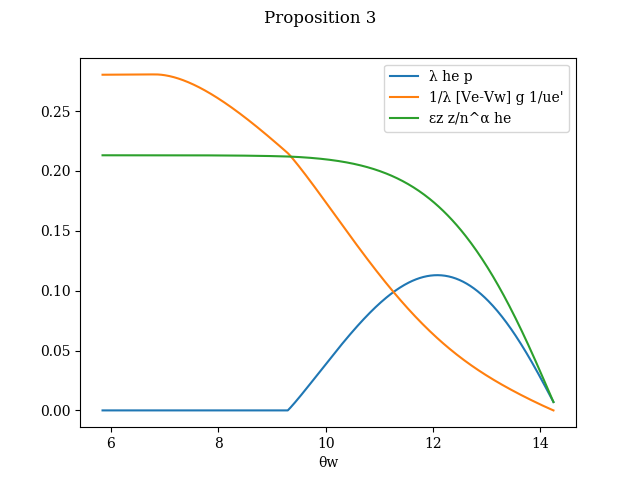 Proposition 3
λ he p
1/λ [Ve-Vw] g 1/ue'
εz z/n^α he
0.25
0.20
0.15
0.10
0.05
0.00
6 8 10 12 14
θw